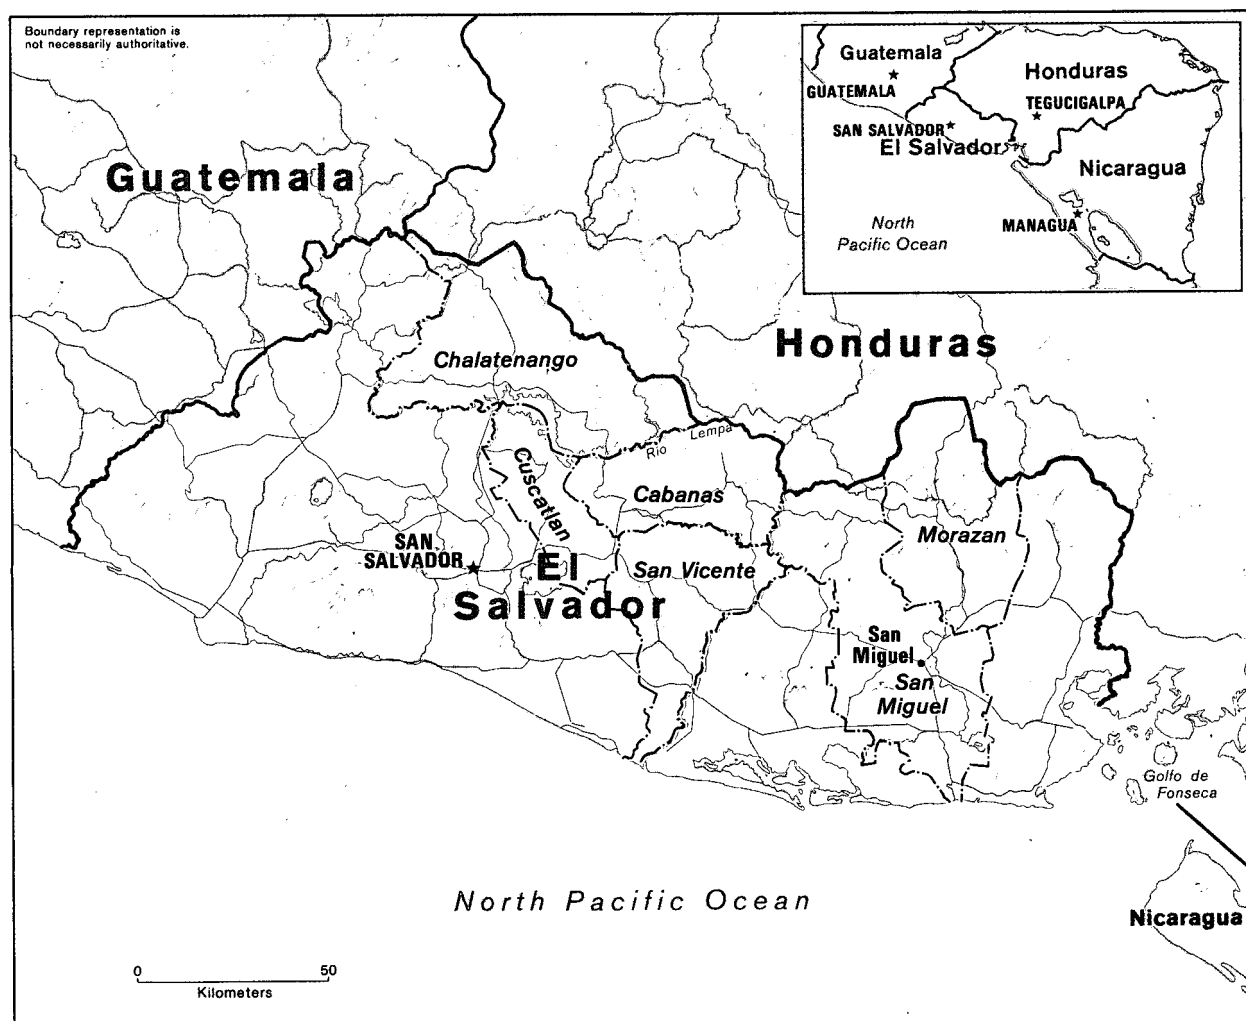 Boundary representation is
not necessarily authoritative.
Guatemala
GUATEMALA
Honduras
TEGUCIGALPA
SAN SALVADOR
El Salvador
Nicaragua
MANAGUA
North
Pacific Ocean
Guatemala
Honduras
Chalatenango
Rio Lempa
Cuscatlan
Cabanas
Morazan
SAN
SALVADOR
El
Salvador
San Vicente
San
Miguel
San
Miguel
Golfo de
Fonseca
North Pacific Ocean
Nicaragua
0 50
Kilometers